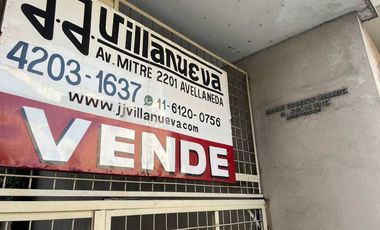 J.J. Villanueva
Av. MITRE 2201 AVELLANEDA
4203-1637
11-6120-0756
www.jjvillanueva.com
VENDE